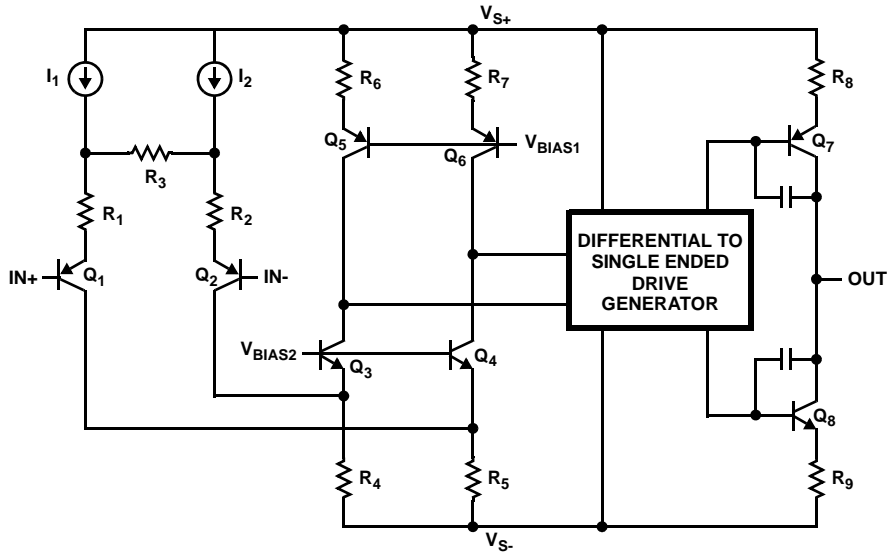 VS+
I1
I2
R6
R7
R8
Q5
Q6
VBIAS1
Q7
R3
R1
R2
IN+
Q1
Q2
IN-
DIFFERENTIAL TO
SINGLE ENDED
DRIVE
GENERATOR
OUT
VBIAS2
Q3
Q4
Q8
R4
R5
R9
VS-